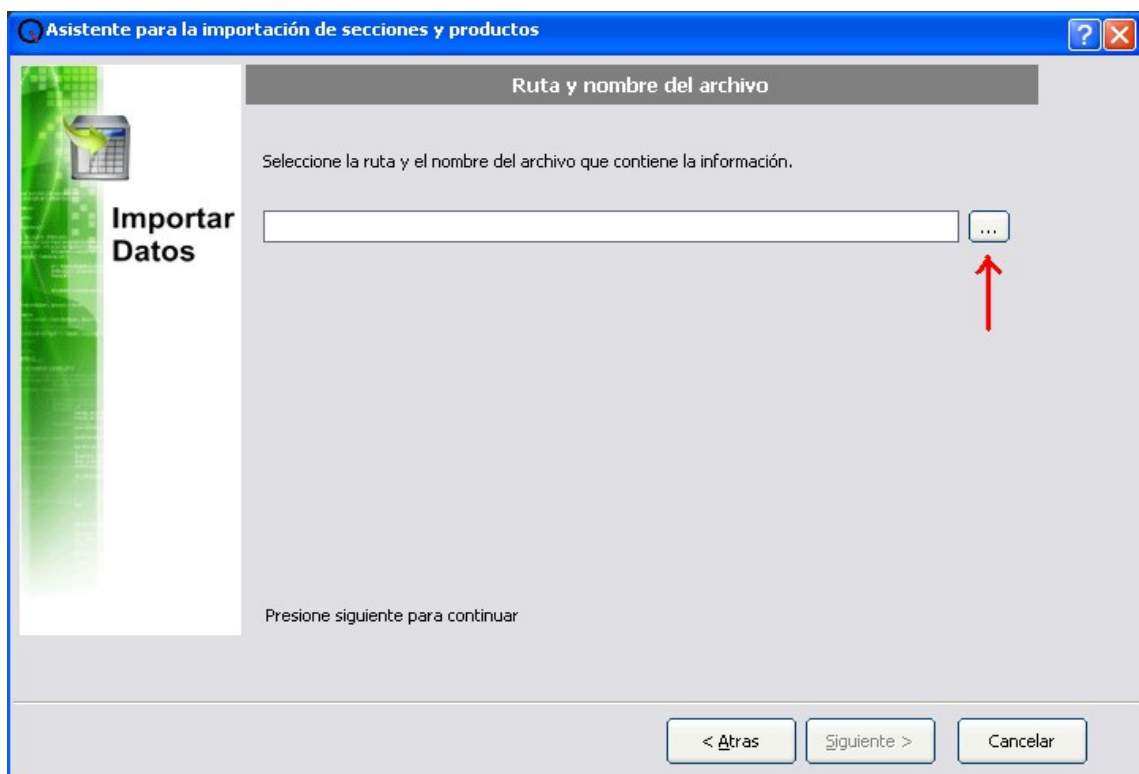 Asistente para la importación de secciones y productos
Ruta y nombre del archivo
Seleccione la ruta y el nombre del archivo que contiene la información.
Importar
Datos
...
Presione siguiente para continuar
< Atras
Siguiente >
Cancelar